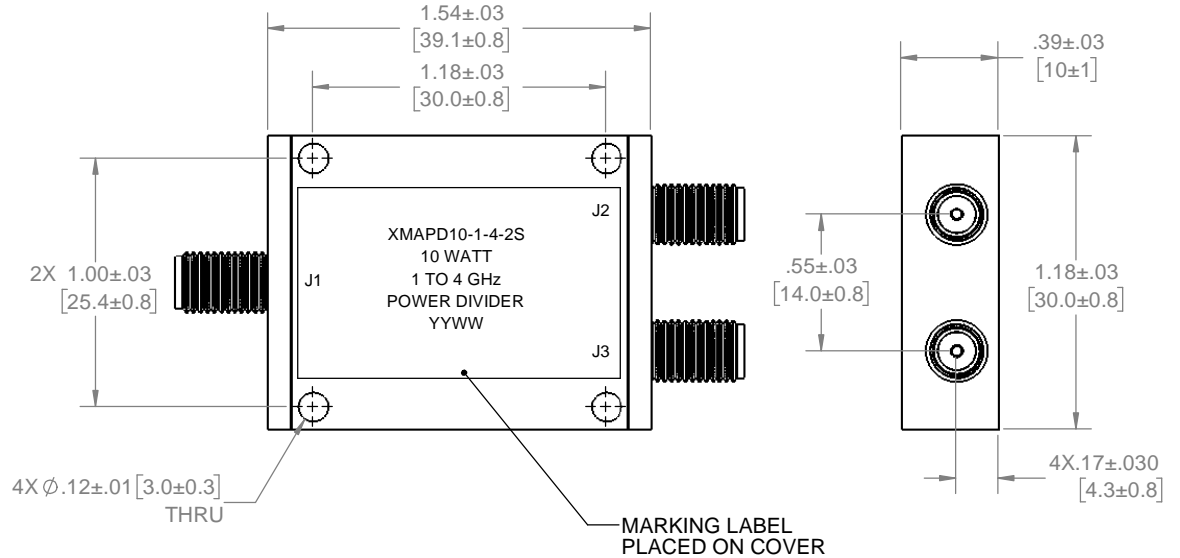 1.54±.03
[39.1±0.8]
1.18±.03
[30.0±0.8]
.39±.03
[10±1]
2X 1.00±.03
[25.4±0.8]
J1
J2
J3
XMAPD10-1-4-2S
10 WATT
1 TO 4 GHz
POWER DIVIDER
YYWW
.55±.03
[14.0±0.8]
1.18±.03
[30.0±0.8]
4X ⌀.12±.01[3.0±0.3]
THRU
4X.17±.030
[4.3±0.8]
MARKING LABEL
PLACED ON COVER